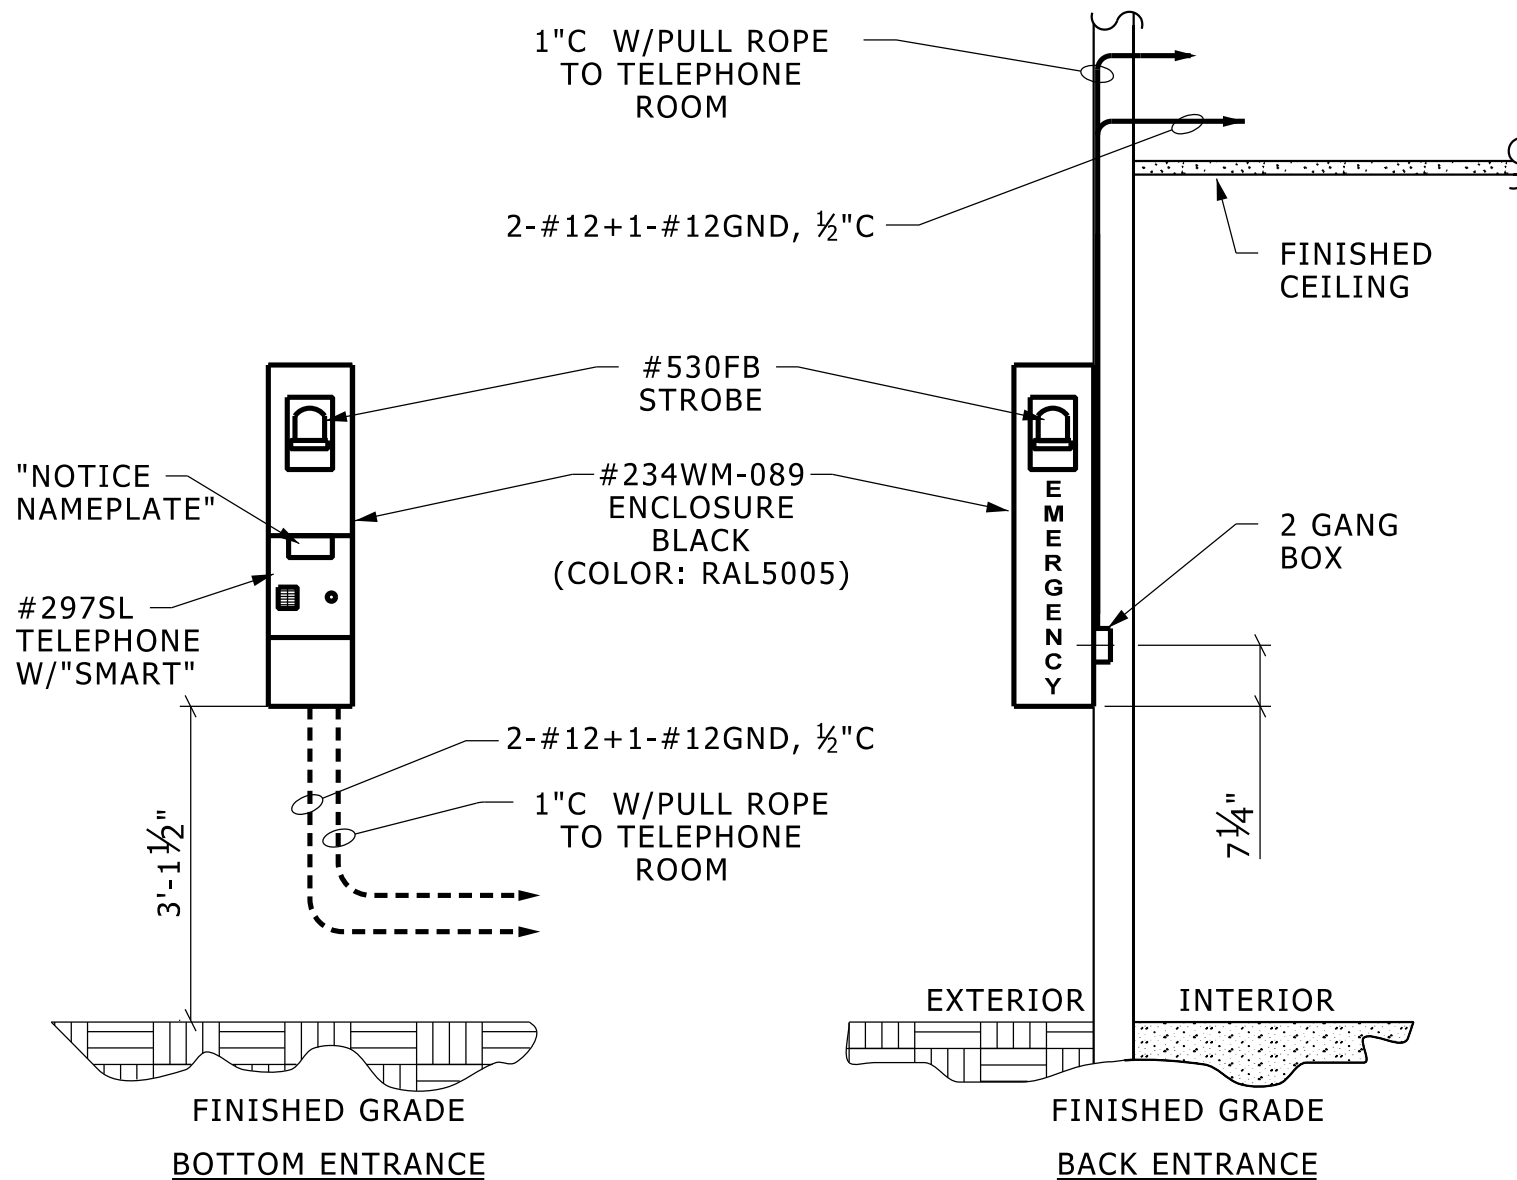 1"C W/PULL ROPE
TO TELEPHONE
ROOM
2-#12+1-#12GND, ½"C
FINISHED
CEILING
#530FB
STROBE
"NOTICE
NAMEPLATE"
#234WM-089
ENCLOSURE
BLACK
(COLOR: RAL5005)
EMERGENCY
2 GANG
BOX
#297SL
TELEPHONE
W/"SMART"
2-#12+1-#12GND, ½"C
1"C W/PULL ROPE
TO TELEPHONE
ROOM
3'-1½"
7¼"
EXTERIOR
INTERIOR
FINISHED GRADE
FINISHED GRADE
BOTTOM ENTRANCE
BACK ENTRANCE